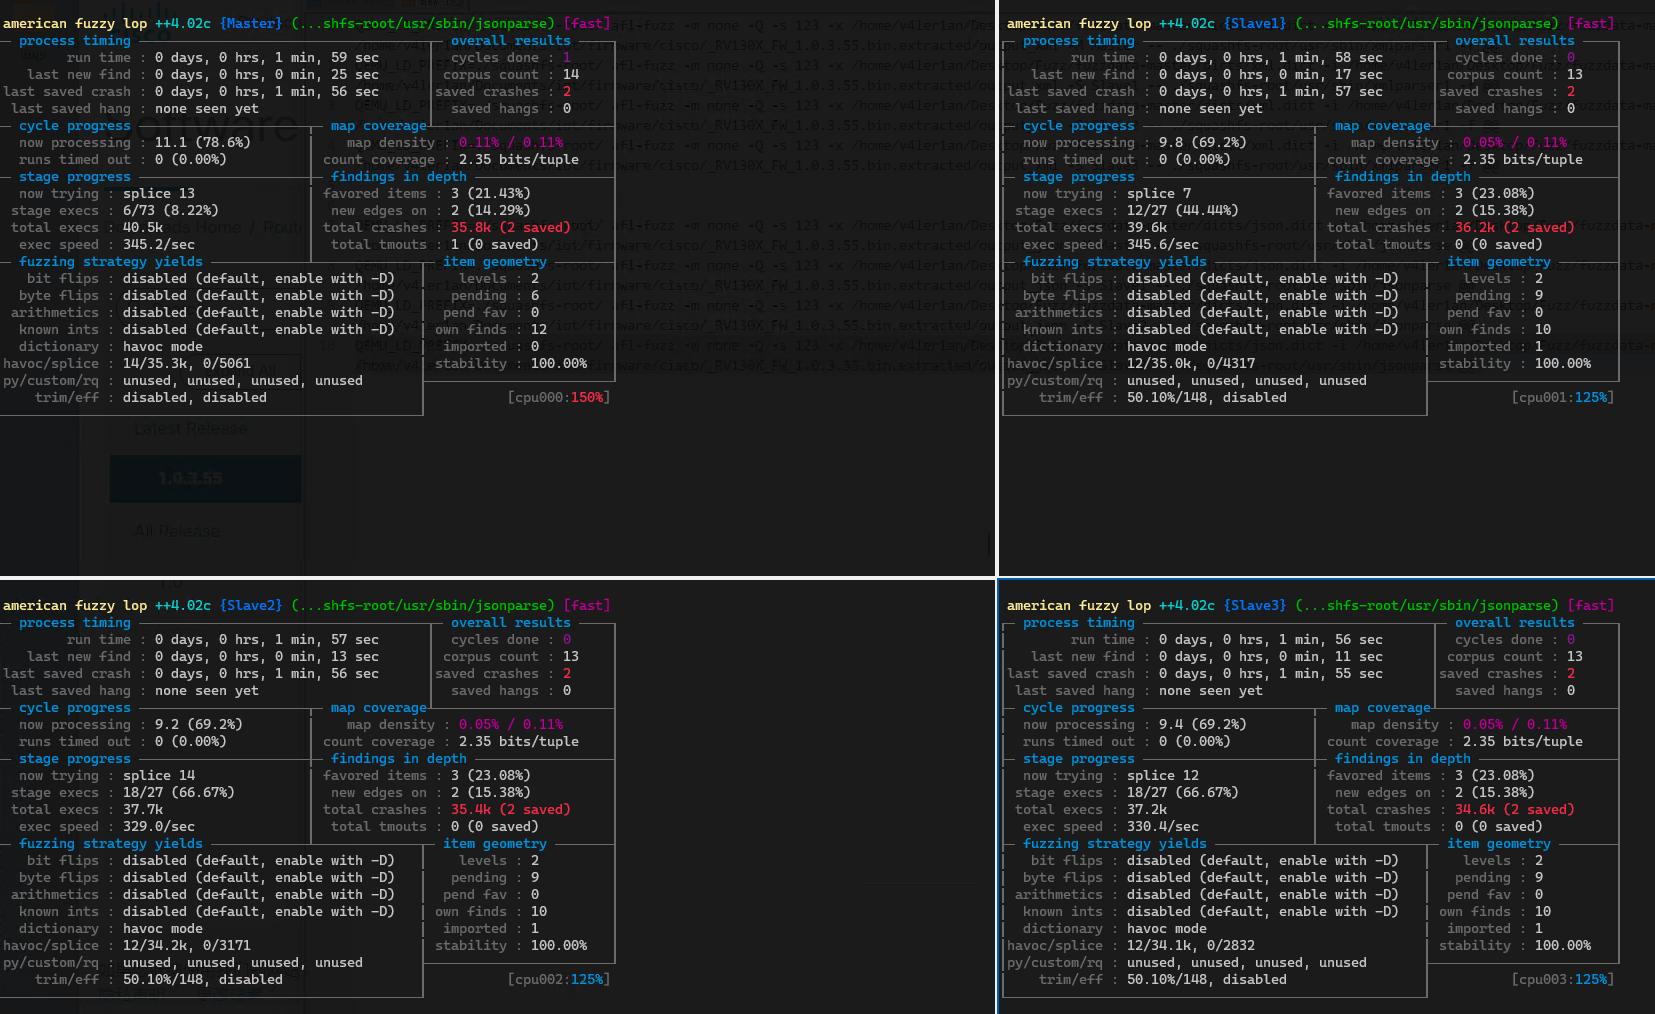 american fuzzy lop ++4.02c {Master} (...shfs-root/usr/sbin/jsonparse) [fast]
process timing
overall results
run time : 0 days, 0 hrs, 1 min, 59 sec
cycles done : 1
last new find : 0 days, 0 hrs, 0 min, 25 sec
corpus count : 14
last saved crash : 0 days, 0 hrs, 1 min, 56 sec
saved crashes : 2
last saved hang : none seen yet
saved hangs : 0
cycle progress
map coverage
now processing : 11.1 (78.6%)
map density : 0.11% / 0.11%
runs timed out : 0 (0.00%)
count coverage : 2.35 bits/tuple
stage progress
findings in depth
now trying : splice 13
favored items : 3 (21.43%)
stage execs : 6/73 (8.22%)
new edges on : 2 (14.29%)
total execs : 40.5k
total crashes : 35.8k (2 saved)
exec speed : 345.2/sec
total tmouts : 1 (0 saved)
fuzzing strategy yields
item geometry
bit flips : disabled (default, enable with -D)
levels : 2
byte flips : disabled (default, enable with -D)
pending : 6
arithmetics : disabled (default, enable with -D)
pend fav : 0
known ints : disabled (default, enable with -D)
own finds : 12
dictionary : havoc mode
imported : 0
havoc/splice : 14/35.3k, 0/5061
stability : 100.00%
py/custom/rq : unused, unused, unused, unused
trim/eff : disabled, disabled
[cpu000:150%]
Software
Latest Release
1.0.3.55
All Release
american fuzzy lop ++4.02c {Slave1} (...shfs-root/usr/sbin/jsonparse) [fast]
process timing
overall results
run time : 0 days, 0 hrs, 1 min, 58 sec
cycles done : 0
last new find : 0 days, 0 hrs, 0 min, 17 sec
corpus count : 13
last saved crash : 0 days, 0 hrs, 1 min, 57 sec
saved crashes : 2
last saved hang : none seen yet
saved hangs : 0
cycle progress
map coverage
now processing : 9.8 (69.2%)
map density : 0.05% / 0.11%
runs timed out : 0 (0.00%)
count coverage : 2.35 bits/tuple
stage progress
findings in depth
now trying : splice 7
favored items : 3 (23.08%)
stage execs : 12/27 (44.44%)
new edges on : 2 (15.38%)
total execs : 39.6k
total crashes : 36.2k (2 saved)
exec speed : 345.6/sec
total tmouts : 0 (0 saved)
fuzzing strategy yields
item geometry
bit flips : disabled (default, enable with -D)
levels : 2
byte flips : disabled (default, enable with -D)
pending : 9
arithmetics : disabled (default, enable with -D)
pend fav : 0
known ints : disabled (default, enable with -D)
own finds : 10
dictionary : havoc mode
imported : 1
havoc/splice : 12/35.0k, 0/4317
stability : 100.00%
py/custom/rq : unused, unused, unused, unused
trim/eff : 50.10%/148, disabled
[cpu001:125%]
american fuzzy lop ++4.02c {Slave2} (...shfs-root/usr/sbin/jsonparse) [fast]
process timing
overall results
run time : 0 days, 0 hrs, 1 min, 57 sec
cycles done : 0
last new find : 0 days, 0 hrs, 0 min, 13 sec
corpus count : 13
last saved crash : 0 days, 0 hrs, 1 min, 56 sec
saved crashes : 2
last saved hang : none seen yet
saved hangs : 0
cycle progress
map coverage
now processing : 9.2 (69.2%)
map density : 0.05% / 0.11%
runs timed out : 0 (0.00%)
count coverage : 2.35 bits/tuple
stage progress
findings in depth
now trying : splice 14
favored items : 3 (23.08%)
stage execs : 18/27 (66.67%)
new edges on : 2 (15.38%)
total execs : 37.7k
total crashes : 35.4k (2 saved)
exec speed : 329.0/sec
total tmouts : 0 (0 saved)
fuzzing strategy yields
item geometry
bit flips : disabled (default, enable with -D)
levels : 2
byte flips : disabled (default, enable with -D)
pending : 9
arithmetics : disabled (default, enable with -D)
pend fav : 0
known ints : disabled (default, enable with -D)
own finds : 10
dictionary : havoc mode
imported : 1
havoc/splice : 12/34.2k, 0/3171
stability : 100.00%
py/custom/rq : unused, unused, unused, unused
trim/eff : 50.10%/148, disabled
[cpu002:125%]
american fuzzy lop ++4.02c {Slave3} (...shfs-root/usr/sbin/jsonparse) [fast]
process timing
overall results
run time : 0 days, 0 hrs, 1 min, 56 sec
cycles done : 0
last new find : 0 days, 0 hrs, 0 min, 11 sec
corpus count : 13
last saved crash : 0 days, 0 hrs, 1 min, 55 sec
saved crashes : 2
last saved hang : none seen yet
saved hangs : 0
cycle progress
map coverage
now processing : 9.4 (69.2%)
map density : 0.05% / 0.11%
runs timed out : 0 (0.00%)
count coverage : 2.35 bits/tuple
stage progress
findings in depth
now trying : splice 12
favored items : 3 (23.08%)
stage execs : 18/27 (66.67%)
new edges on : 2 (15.38%)
total execs : 37.2k
total crashes : 34.6k (2 saved)
exec speed : 330.4/sec
total tmouts : 0 (0 saved)
fuzzing strategy yields
item geometry
bit flips : disabled (default, enable with -D)
levels : 2
byte flips : disabled (default, enable with -D)
pending : 9
arithmetics : disabled (default, enable with -D)
pend fav : 0
known ints : disabled (default, enable with -D)
own finds : 10
dictionary : havoc mode
imported : 1
havoc/splice : 12/34.1k, 0/2832
stability : 100.00%
py/custom/rq : unused, unused, unused, unused
trim/eff : 50.10%/148, disabled
[cpu003:125%]